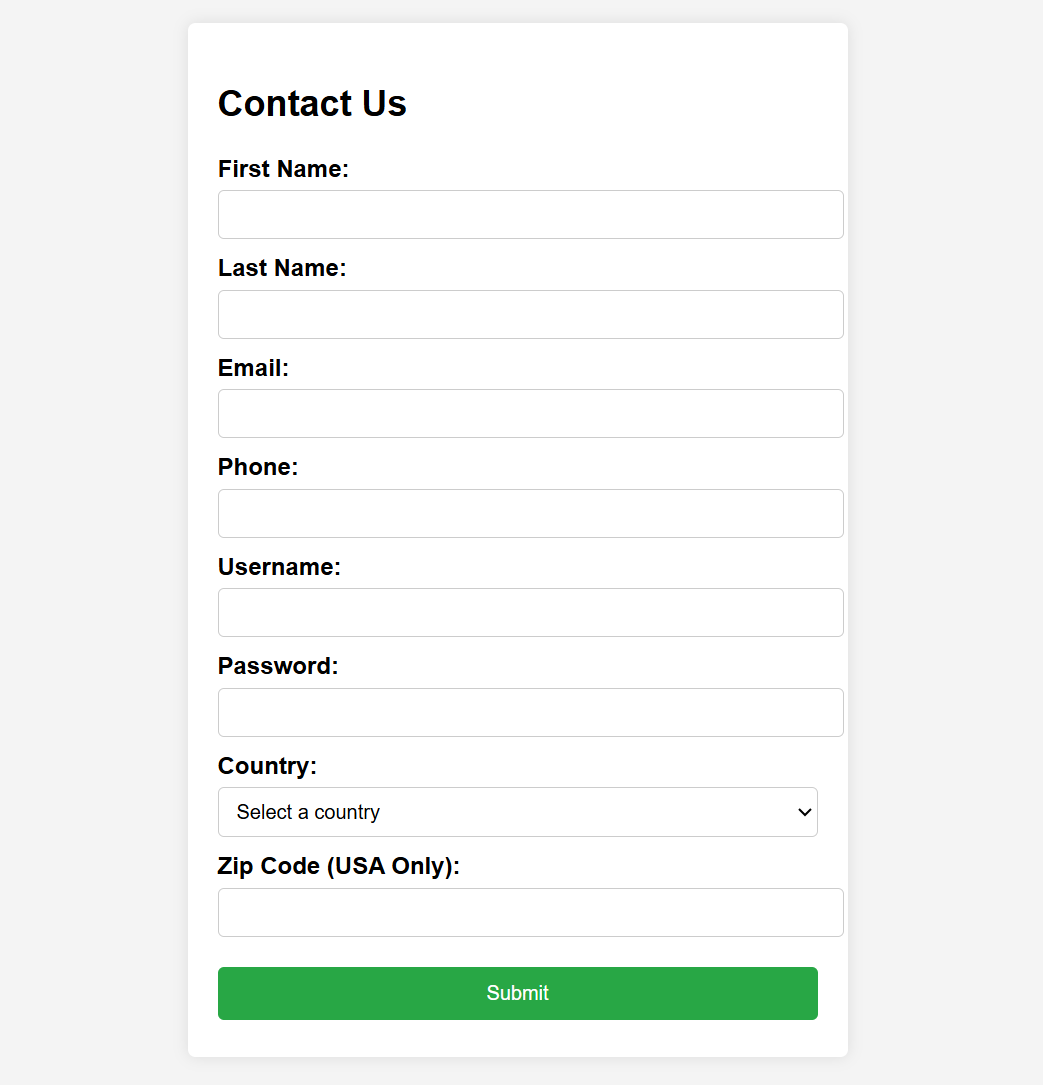 Contact Us
First Name:
Last Name:
Email:
Phone:
Username:
Password:
Country:
Select a country
Zip Code (USA Only):
Submit